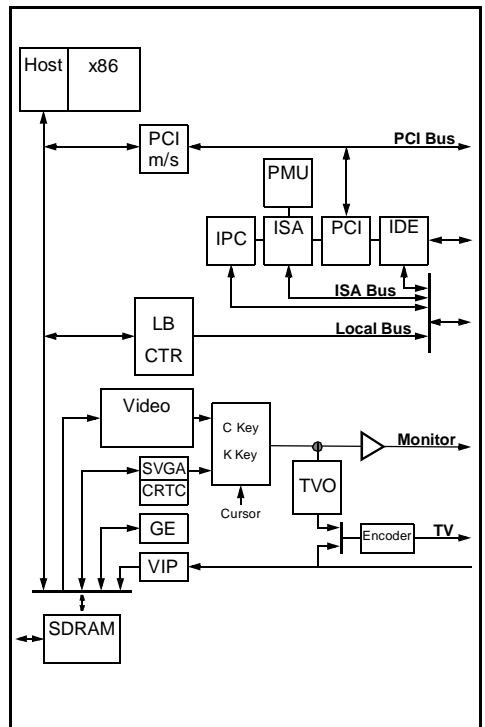 Host x86
PCI
m/s
PCI Bus
PMU
IPC ISA PCI IDE
ISA Bus
LB
CTR
Local Bus
Video
C Key
K Key
Monitor
SVGA
CRTC
Cursor
TVO
GE
Encoder
TV
VIP
SDRAM